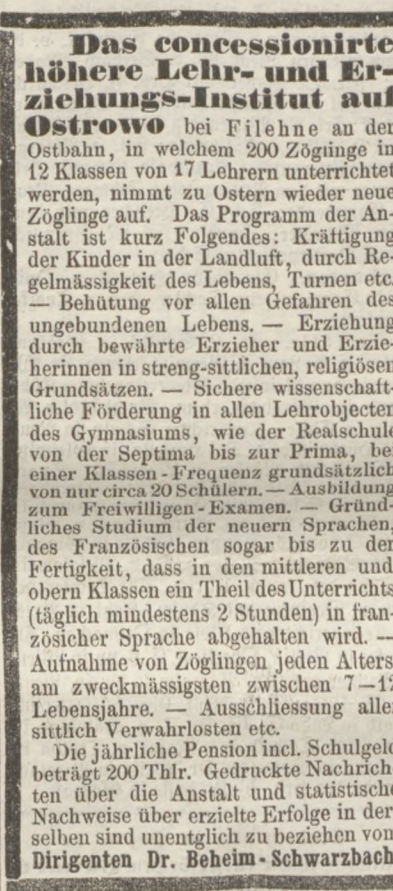 Das concessionirte
höhere Lehr- und Er-
ziehungs-Institut auf
Ostrowo bei Filehne an der
Ostbahn, in welchem 200 Zöglinge in
12 Klassen von 17 Lehrern unterrichtet
werden, nimmt zu Ostern wieder neue
Zöglinge auf. Das Programm der An-
stalt ist kurz Folgendes: Kräftigung
der Kinder in der Landluft, durch Re-
gelmässigkeit des Lebens, Turnen etc.
— Behütung vor allen Gefahren des
ungebundenen Lebens. — Erziehung
durch bewährte Erzieher und Erzie-
herinnen in streng-sittlichen, religiösen
Grundsätzen. — Sichere wissenschaft-
liche Förderung in allen Lehrobjecten
des Gymnasiums, wie der Realschule
von der Septima bis zur Prima, bei
einer Klassen-Frequenz grundsätzlich
von nur circa 20 Schülern. — Ausbildung
zum Freiwilligen-Examen. — Gründ-
liches Studium der neuern Sprachen,
des Französischen sogar bis zu der
Fertigkeit, dass in den mittleren und
obern Klassen ein Theil des Unterrichts
(täglich mindestens 2 Stunden) in fran-
zösicher Sprache abgehalten wird. —
Aufnahme von Zöglingen jeden Alters
am zweckmässigsten zwischen 7—12
Lebensjahre. — Ausschliessung aller
sittlich Verwahrlosten etc.
Die jährliche Pension incl. Schulgeld
beträgt 200 Thlr. Gedruckte Nachrich
ten über die Anstalt und statistische
Nachweise über erzielte Erfolge in der
selben sind unentglich zu beziehen von
Dirigenten Dr. Beheim-Schwarzbach